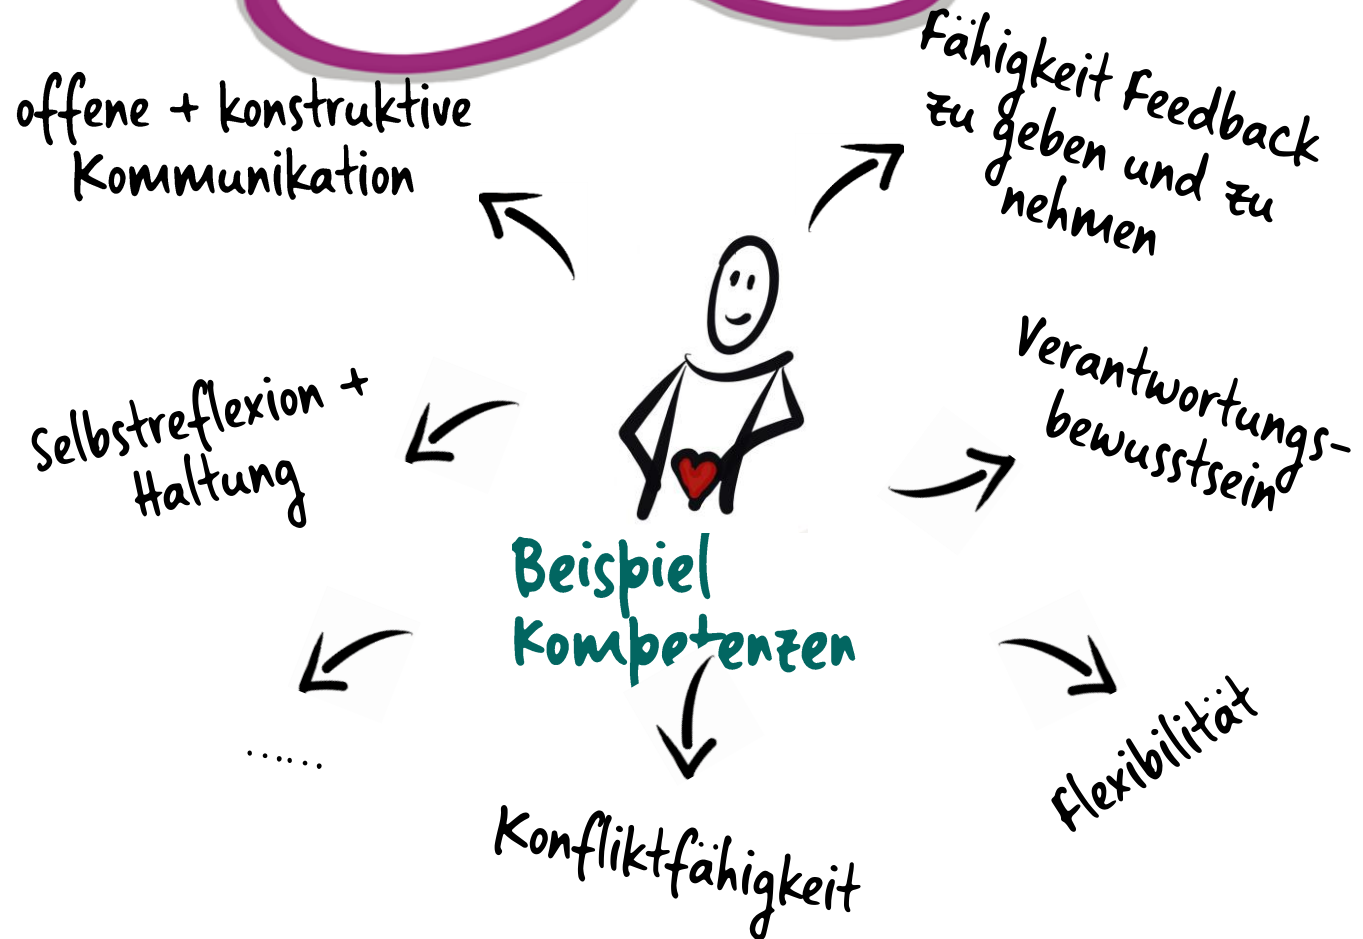 offene + konstruktive
Kommunikation
Fähigkeit Feedback
zu geben und zu
nehmen
Selbstreflexion +
Haltung
Verantwortungs-
bewusstsein
Beispiel
Kompetenzen
......
Konfliktfähigkeit
Flexibilität